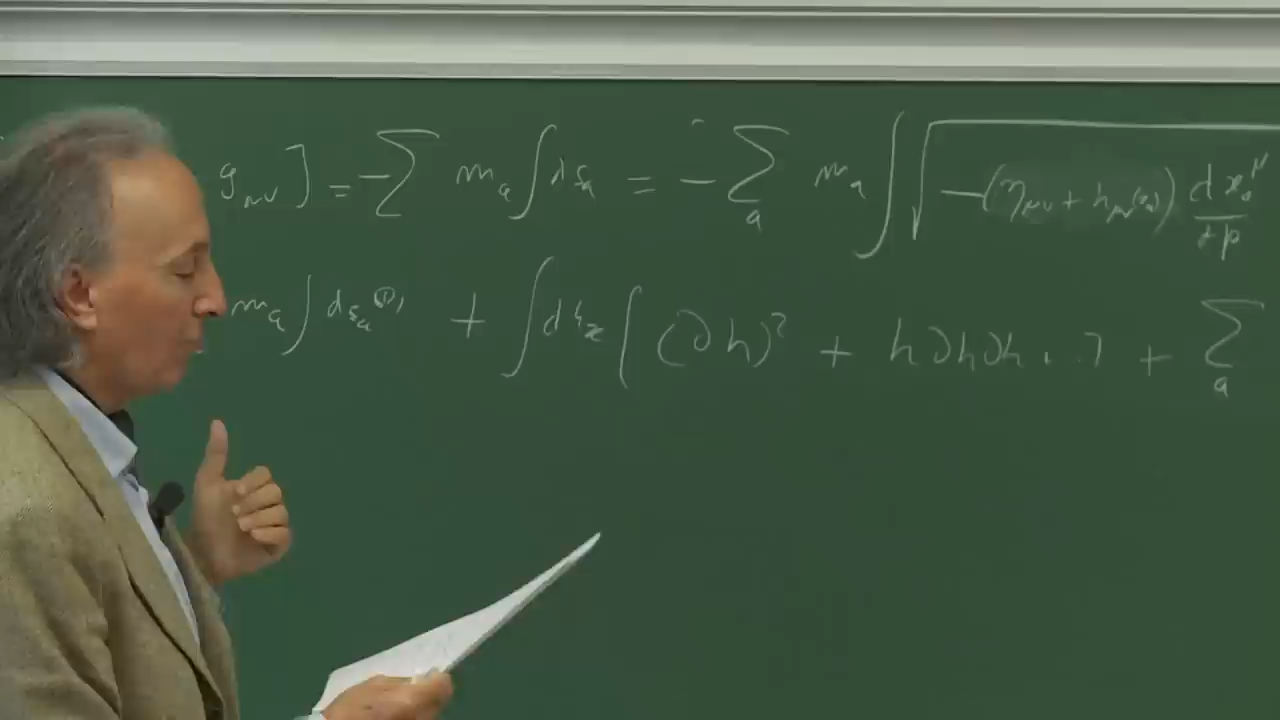 g_{μν}] = -∑ m_a ∫ds_a = -∑_a m_a ∫√-(η_{μν} + h_{μν}(x_a)) dx_a^μ/dp
m_a ∫ds_a^{(0)} + ∫d^4x [(∂h)^2 + h∂h∂h..] + ∑_a